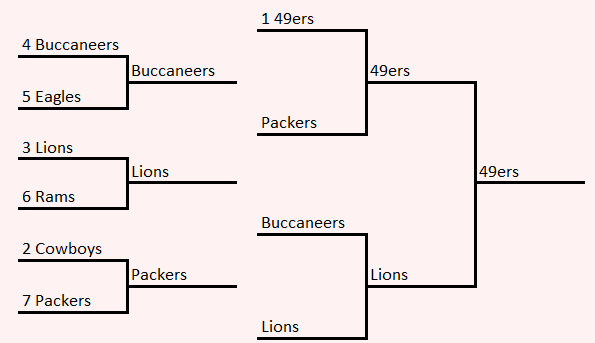 4 Buccaneers
5 Eagles
Buccaneers
3 Lions
6 Rams
Lions
2 Cowboys
7 Packers
Packers
1 49ers
Packers
49ers
Buccaneers
Lions
Lions
49ers